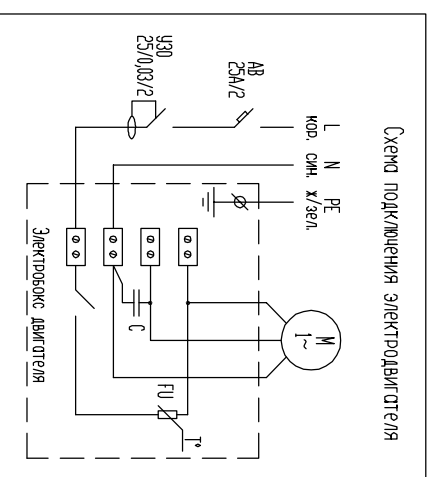 Схема подключения электродвигателя
L
N
PE
кор.
син.
ж/зел.
АВ
25А/2
УЗО
25/0,03/2
M
1~
C
FU
T°
Электробокс двигателя